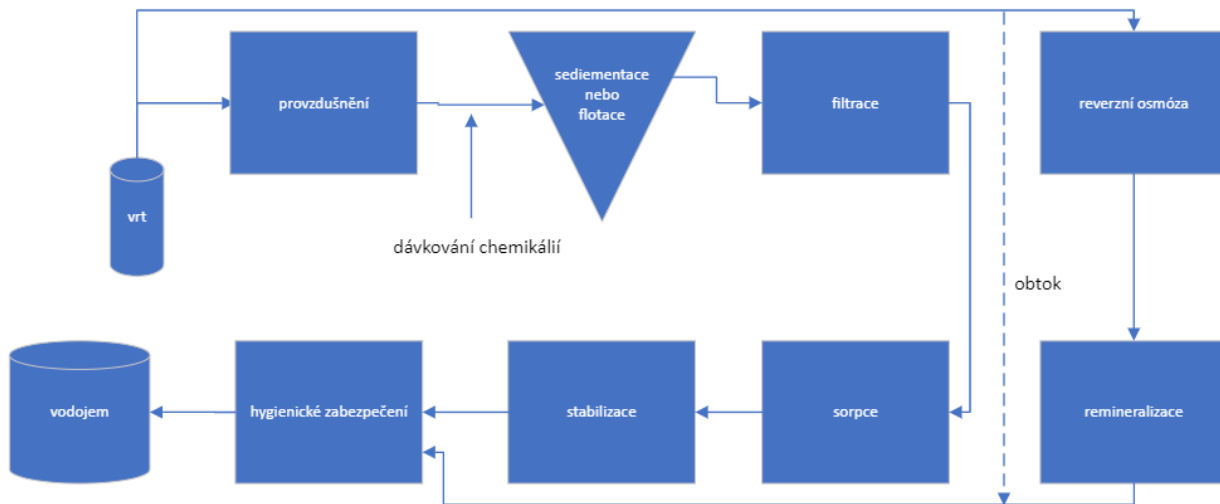 provzdušnění
sediementace
nebo
flotace
filtrace
reverzní osmóza
vrt
dávkování chemikálií
obtok
vodojem
hygienické zabezpečení
stabilizace
sorpce
remineralizace